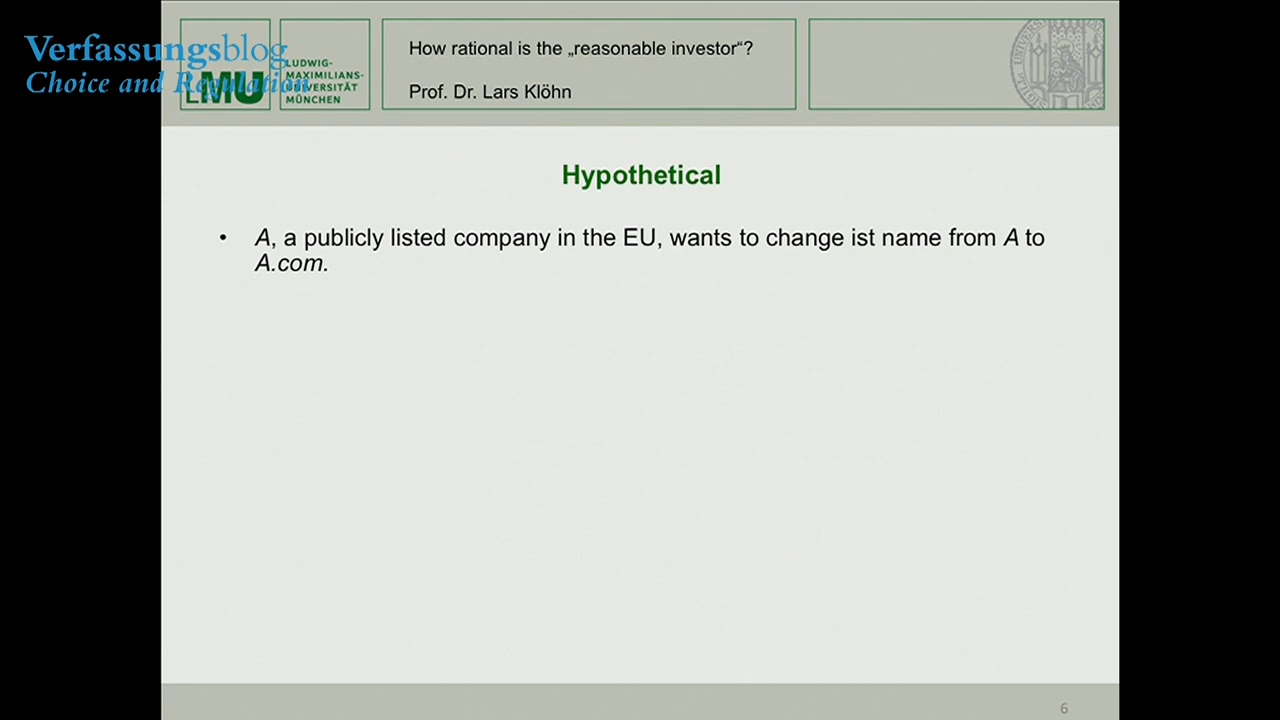 Verfassungsblog
Choice and Regulation
LMU
LUDWIG-
MAXIMILIANS-
UNIVERSITÄT
MÜNCHEN
How rational is the „reasonable investor“?
Prof. Dr. Lars Klöhn
Hypothetical
• A, a publicly listed company in the EU, wants to change ist name from A to
A.com.
6